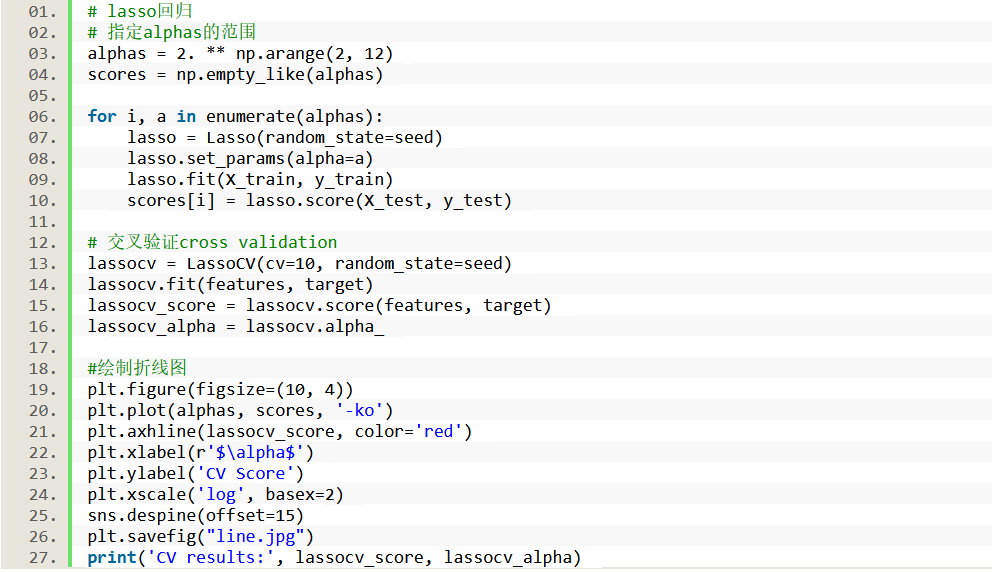 01. # lasso回归
02. # 指定alphas的范围
03. alphas = 2. ** np.arange(2, 12)
04. scores = np.empty_like(alphas)
05.
06. for i, a in enumerate(alphas):
07.     lasso = Lasso(random_state=seed)
08.     lasso.set_params(alpha=a)
09.     lasso.fit(X_train, y_train)
10.     scores[i] = lasso.score(X_test, y_test)
11.
12. # 交叉验证cross validation
13. lassocv = LassoCV(cv=10, random_state=seed)
14. lassocv.fit(features, target)
15. lassocv_score = lassocv.score(features, target)
16. lassocv_alpha = lassocv.alpha_
17.
18. #绘制折线图
19. plt.figure(figsize=(10, 4))
20. plt.plot(alphas, scores, '-ko')
21. plt.axhline(lassocv_score, color='red')
22. plt.xlabel(r'$\alpha$')
23. plt.ylabel('CV Score')
24. plt.xscale('log', basex=2)
25. sns.despine(offset=15)
26. plt.savefig("line.jpg")
27. print('CV results:', lassocv_score, lassocv_alpha)